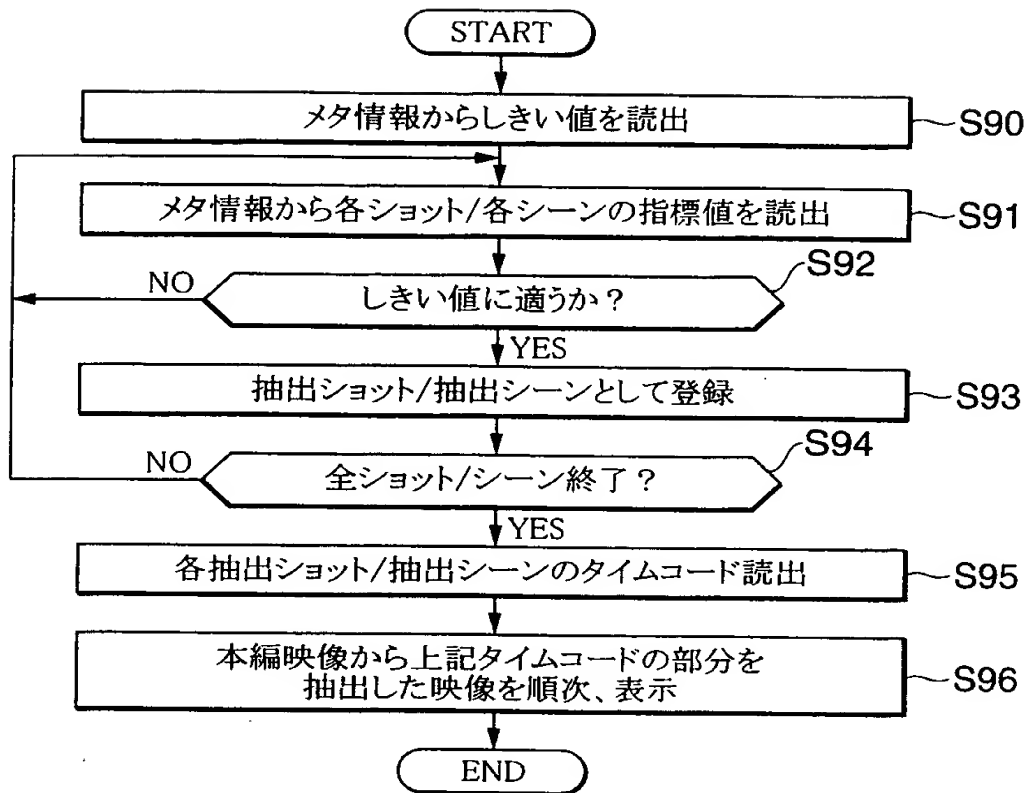 START
メタ情報からしきい値を読出
S90
メタ情報から各ショット/各シーンの指標値を読出
S91
S92
NO
しきい値に適うか？
YES
抽出ショット/抽出シーンとして登録
S93
S94
NO
全ショット/シーン終了？
YES
各抽出ショット/抽出シーンのタイムコード読出
S95
本編映像から上記タイムコードの部分を
抽出した映像を順次、表示
S96
END